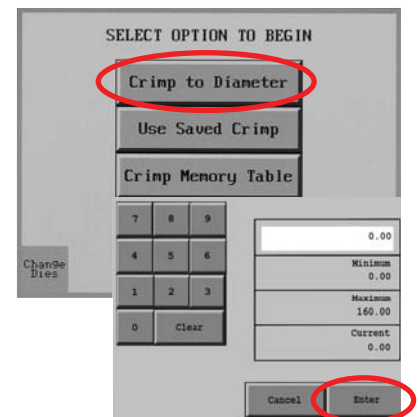 SELECT OPTION TO BEGIN
Crimp to Diameter
Use Saved Crimp
Crimp Memory Table
Change
Dies
7 8 9
4 5 6
1 2 3
0 Clear
0.00
Minimum
0.00
Maximum
160.00
Current
0.00
Cancel Enter